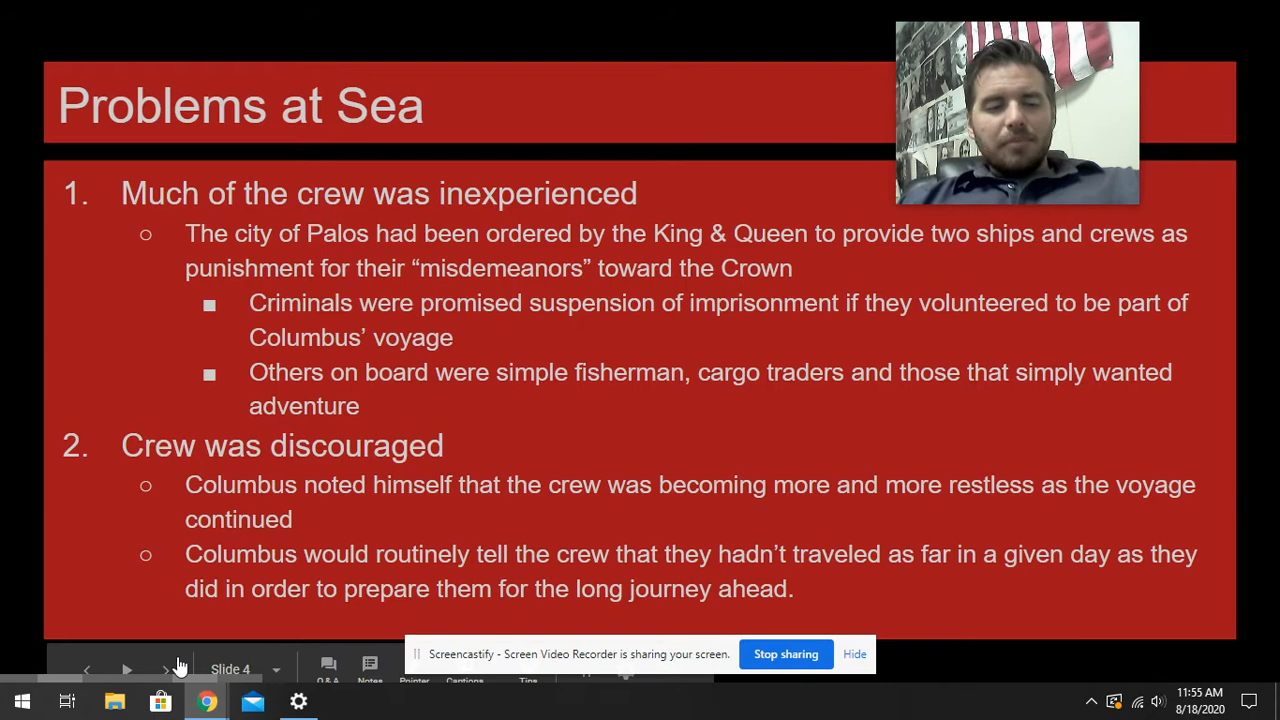 Problems at Sea
1. Much of the crew was inexperienced
○ The city of Palos had been ordered by the King & Queen to provide two ships and crews as
punishment for their “misdemeanors” toward the Crown
■ Criminals were promised suspension of imprisonment if they volunteered to be part of
Columbus’ voyage
■ Others on board were simple fisherman, cargo traders and those that simply wanted
adventure
2. Crew was discouraged
○ Columbus noted himself that the crew was becoming more and more restless as the voyage
continued
○ Columbus would routinely tell the crew that they hadn’t traveled as far in a given day as they
did in order to prepare them for the long journey ahead.
Screencastify - Screen Video Recorder is sharing your screen. Stop sharing Hide
Slide 4
Q & A Notes Pointer Captions Tips
11:55 AM
8/18/2020